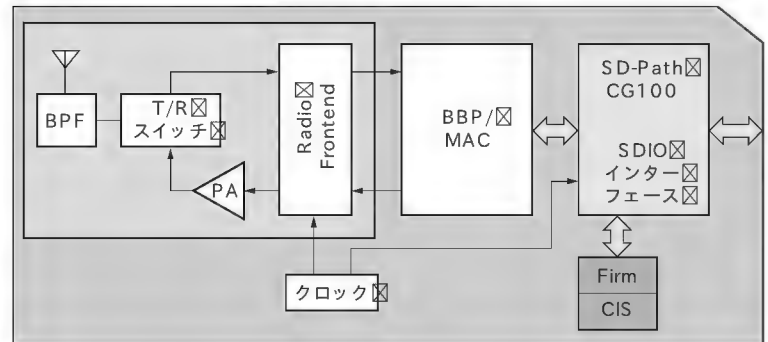 BPF
T/R
スイッチ
PA
Radio
Frontend
BBP/
MAC
SD-Path
CG100
SDIO
インター
フェース
クロック
Firm
CIS